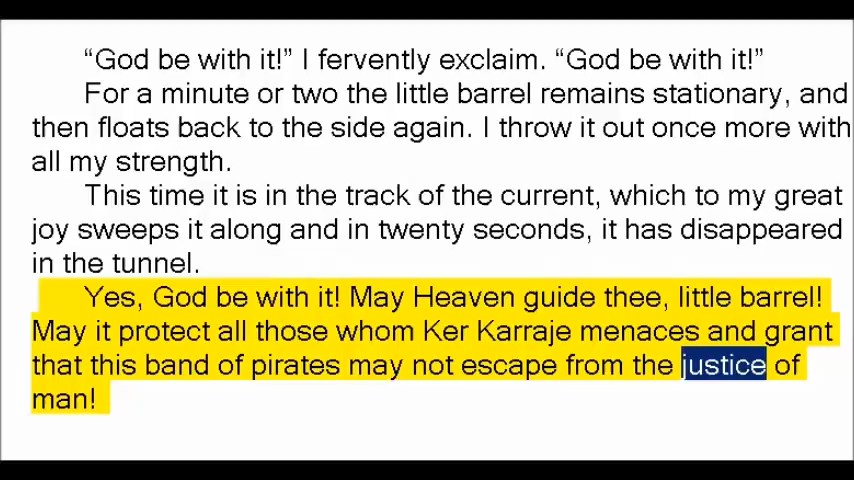 “God be with it!” I fervently exclaim. “God be with it!”
For a minute or two the little barrel remains stationary, and
then floats back to the side again. I throw it out once more with
all my strength.
This time it is in the track of the current, which to my great
joy sweeps it along and in twenty seconds, it has disappeared
in the tunnel.
Yes, God be with it! May Heaven guide thee, little barrel!
May it protect all those whom Ker Karraje menaces and grant
that this band of pirates may not escape from the justice of
man!